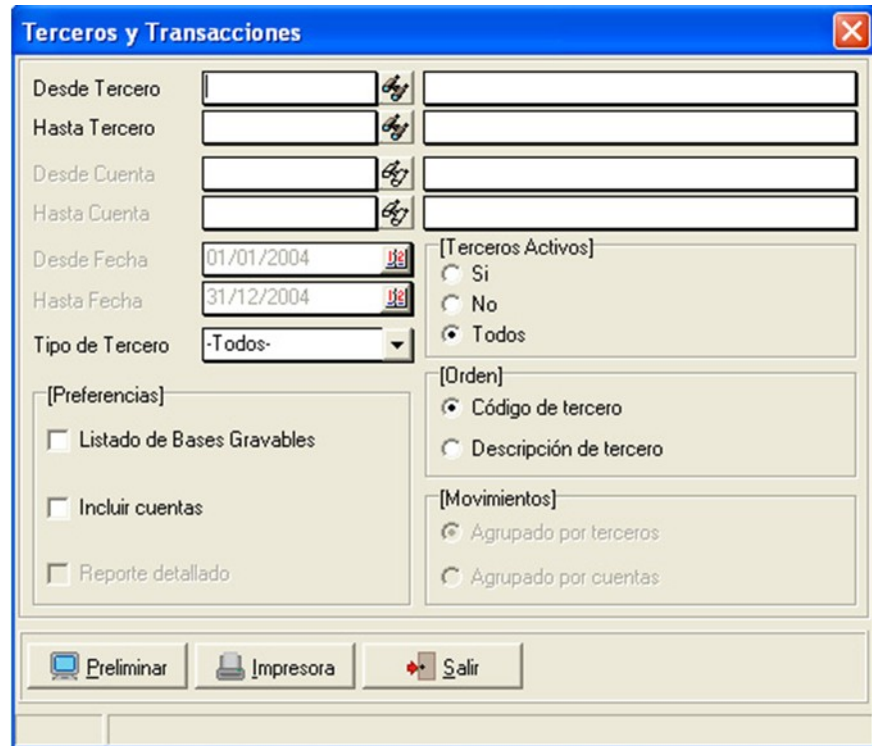 Terceros y Transacciones
Desde Tercero
Hasta Tercero
Desde Cuenta
Hasta Cuenta
Desde Fecha 01/01/2004
Hasta Fecha 31/12/2004
Tipo de Tercero -Todos-
[Terceros Activos]
Si
No
Todos
[Preferencias]
Listado de Bases Gravables
Incluir cuentas
Reporte detallado
[Orden]
Código de tercero
Descripción de tercero
[Movimientos]
Agrupado por terceros
Agrupado por cuentas
Preliminar Impresora Salir